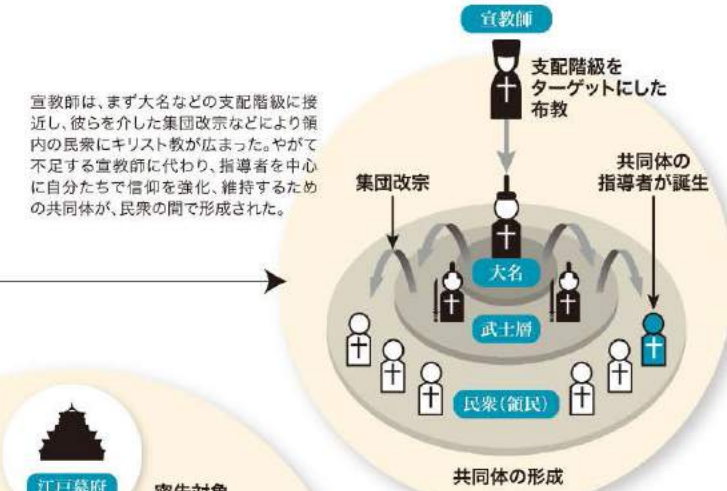 宣教師
支配階級を
ターゲットにした
布教
宣教師は、まず大名などの支配階級に接
近し、彼らを介した集団改宗などにより領
内の民衆にキリスト教が広まった。やがて
不足する宣教師に代わり、指導者を中心
に自分たちで信仰を強化、維持するため
の共同体が、民衆の間で形成された。
集団改宗
共同体の
指導者が誕生
大名
武士層
民衆(領民)
共同体の形成
江戸幕府